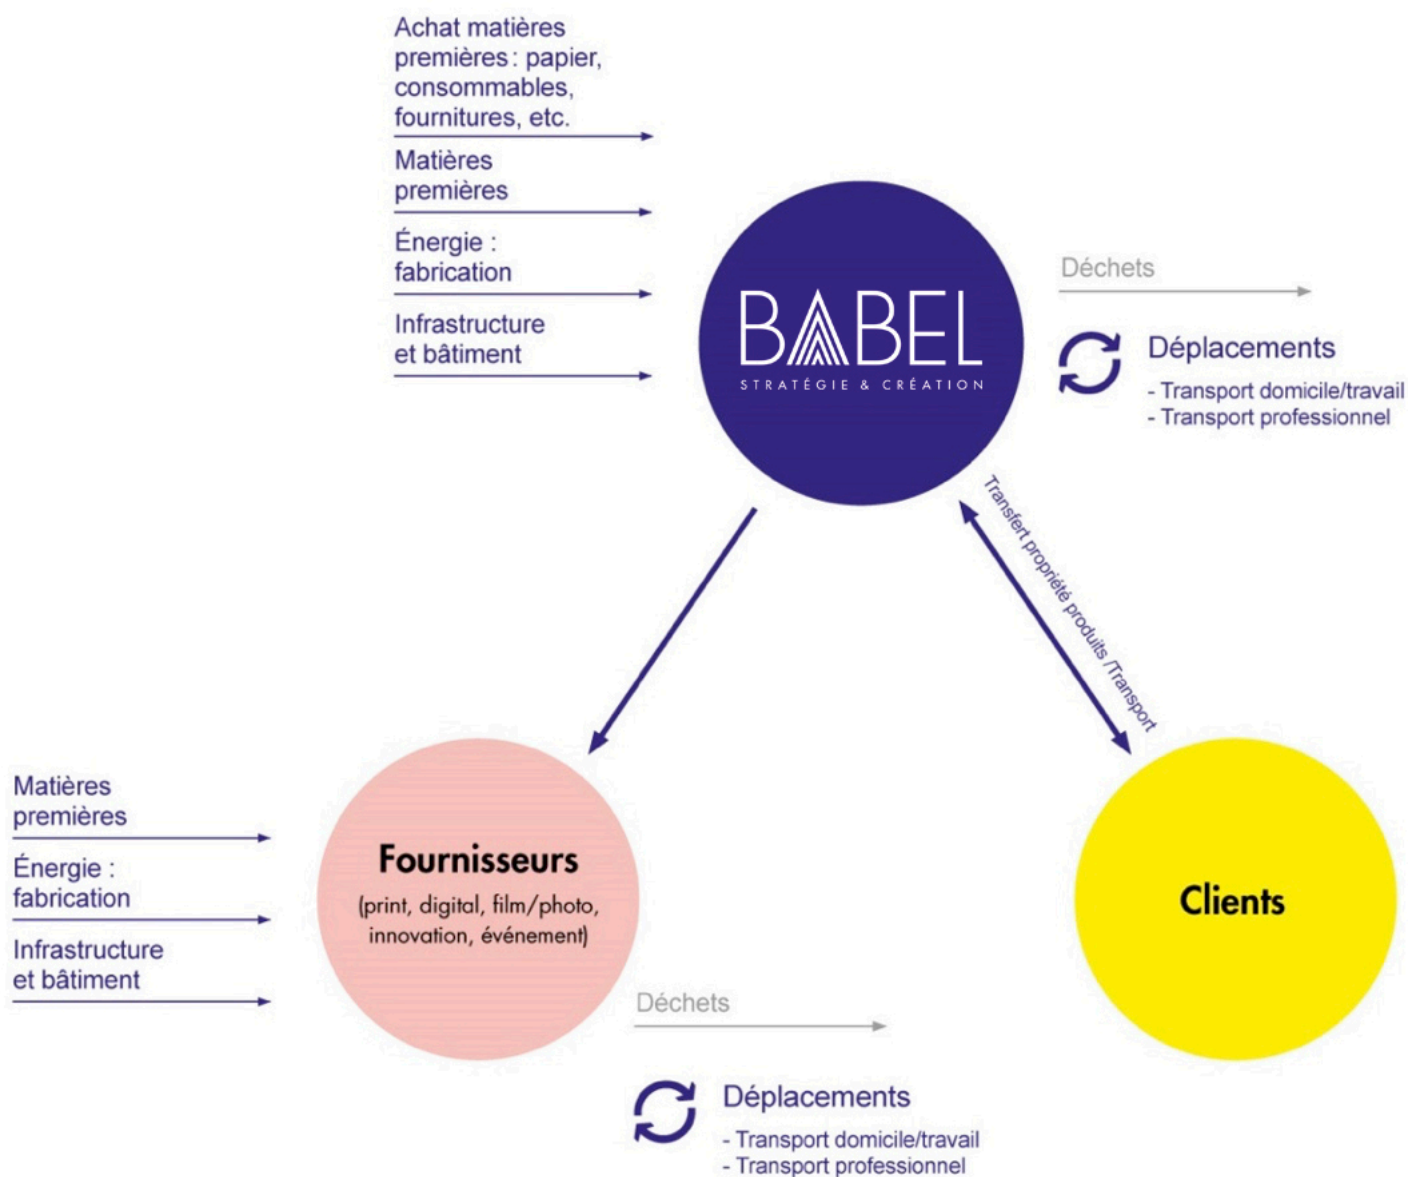 Achat matières
premières : papier,
consommables,
fournitures, etc.
Matières
premières
Énergie :
fabrication
Infrastructure
et bâtiment
BABEL
STRATÉGIE & CRÉATION
Déchets
Déplacements
- Transport domicile/travail
- Transport professionnel
Transfert propriété produits /Transport
Matières
premières
Énergie :
fabrication
Infrastructure
et bâtiment
Fournisseurs
(print, digital, film/photo,
innovation, événement)
Clients
Déchets
Déplacements
- Transport domicile/travail
- Transport professionnel